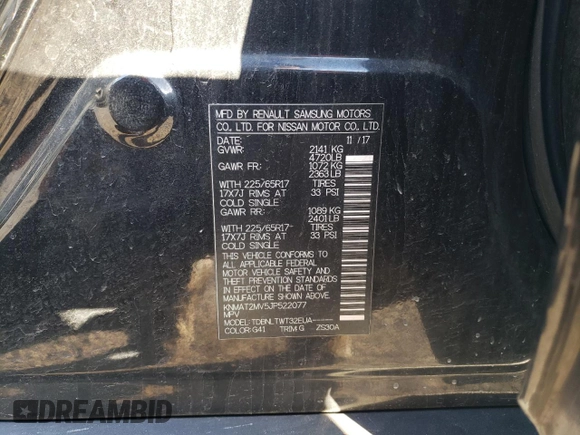 MFD BY RENAULT SAMSUNG MOTORS
CO., LTD. FOR NISSAN MOTOR CO., LTD.
DATE: 11 / 17
GVWR: 2141 KG
4720LB
GAWR FR: 1072 KG
2363LB
WITH 225/65R17 TIRES
17X7J RIMS AT 33 PSI
COLD SINGLE
GAWR RR: 1089 KG
2401LB
WITH 225/65R17 TIRES
17X7J RIMS AT 33 PSI
COLD SINGLE
THIS VEHICLE CONFORMS TO
ALL APPLICABLE FEDERAL
MOTOR VEHICLE SAFETY AND
THEFT PREVENTION STANDARDS
IN EFFECT ON THE DATE OF
MANUFACTURE SHOWN ABOVE.
KNMAT2MV5JP522077
MPV
MODEL: TDBNLTWT32EUA-----
COLOR: G41 TRIM G ZS30A
DREAMBID